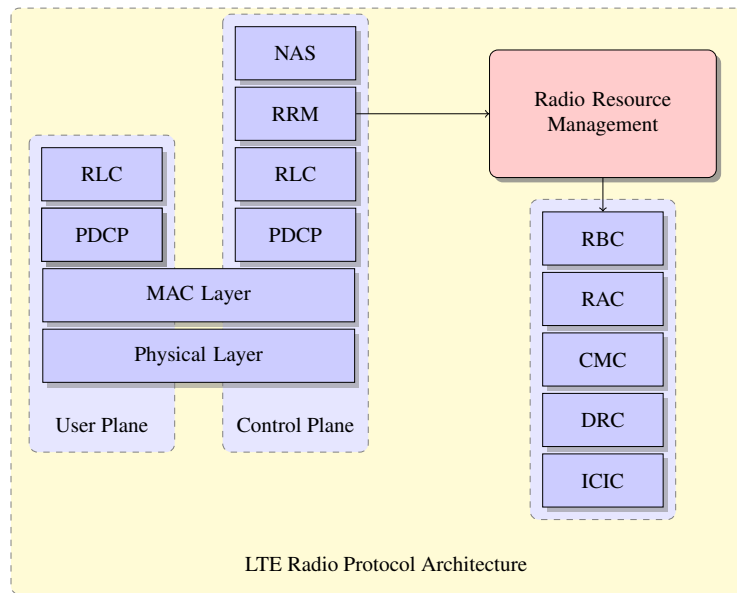 NAS
RRM
RLC
PDCP
RLC
PDCP
MAC Layer
Physical Layer
User Plane
Control Plane
Radio Resource
Management
RBC
RAC
CMC
DRC
ICIC
LTE Radio Protocol Architecture